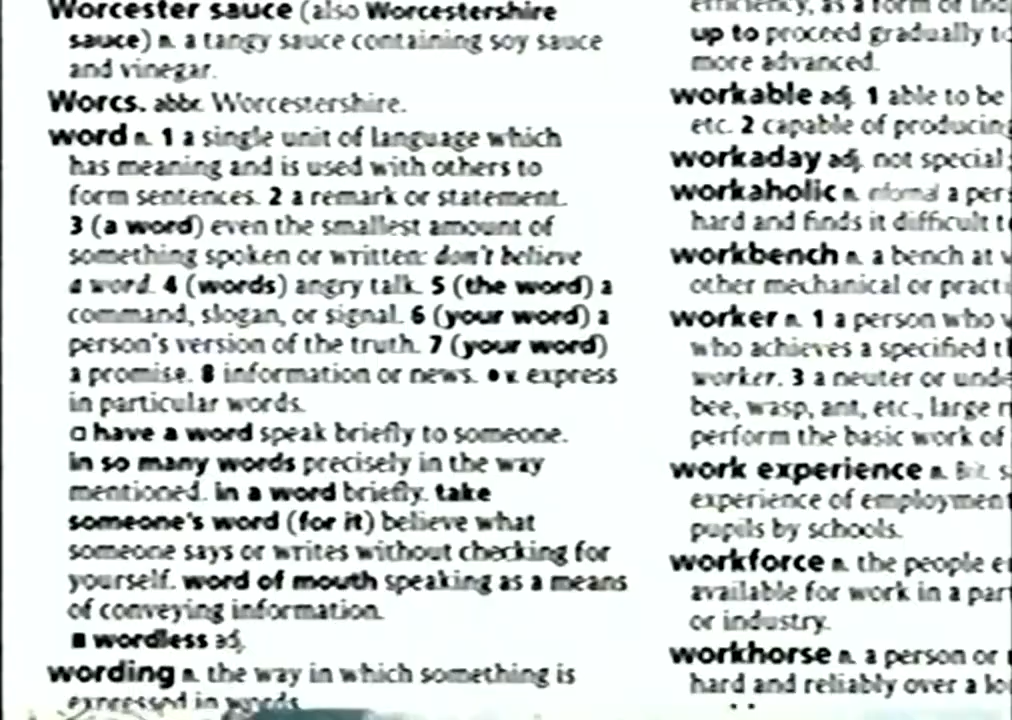 Worcester sauce (also Worcestershire
sauce) n. a tangy sauce containing soy sauce
and vinegar.
Worcs. abbr. Worcestershire.
word n. 1 a single unit of language which
has meaning and is used with others to
form sentences. 2 a remark or statement.
3 (a word) even the smallest amount of
something spoken or written: don't believe
a word. 4 (words) angry talk. 5 (the word) a
command, slogan, or signal. 6 (your word) a
person's version of the truth. 7 (your word)
a promise. 8 information or news. • v. express
in particular words.
□ have a word speak briefly to someone.
in so many words precisely in the way
mentioned. in a word briefly. take
someone's word (for it) believe what
someone says or writes without checking for
yourself. word of mouth speaking as a means
of conveying information.
■ wordless adj.
wording n. the way in which something is
expressed in words.
efficiency, as a form of
up to proceed gradually
more advanced.
workable adj. 1 able to be
etc. 2 capable of producing
workaday adj. not special
workaholic n. informal a
hard and finds it difficult
workbench n. a bench at
other mechanical or
worker n. 1 a person who
who achieves a specified
worker. 3 a neuter or
bee, wasp, ant, etc., large
perform the basic work of
work experience n. Brit.
experience of employment
pupils by schools.
workforce n. the people
available for work in a
or industry.
workhorse n. a person or
hard and reliably over a